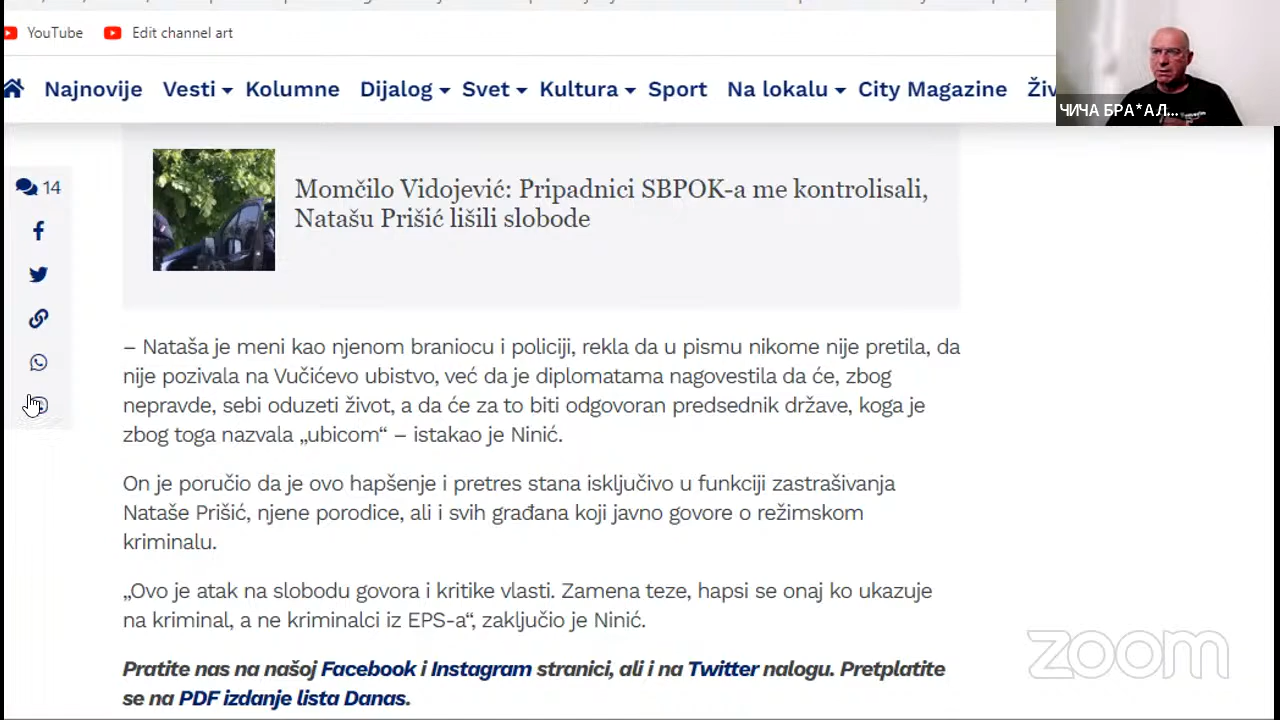 YouTube Edit channel art
Najnovije Vesti Kolumne Dijalog Svet Kultura Sport Na lokalu City Magazine Živ
ЧИЧА БРА*АЛ...
14
Momčilo Vidojević: Pripadnici SBPOK-a me kontrolisali,
Natašu Prišić lišili slobode
– Nataša je meni kao njenom braniocu i policiji, rekla da u pismu nikome nije pretila, da
nije pozivala na Vučićevo ubistvo, već da je diplomatama nagovestila da će, zbog
nepravde, sebi oduzeti život, a da će za to biti odgovoran predsednik države, koga je
zbog toga nazvala „ubicom“ – istakao je Ninić.
On je poručio da je ovo hapšenje i pretres stana isključivo u funkciji zastrašivanja
Nataše Prišić, njene porodice, ali i svih građana koji javno govore o režimskom
kriminalu.
„Ovo je atak na slobodu govora i kritike vlasti. Zamena teze, hapsi se onaj ko ukazuje
na kriminal, a ne kriminalci iz EPS-a“, zaključio je Ninić.
Pratite nas na našoj Facebook i Instagram stranici, ali i na Twitter nalogu. Pretplatite
se na PDF izdanje lista Danas.
zoom